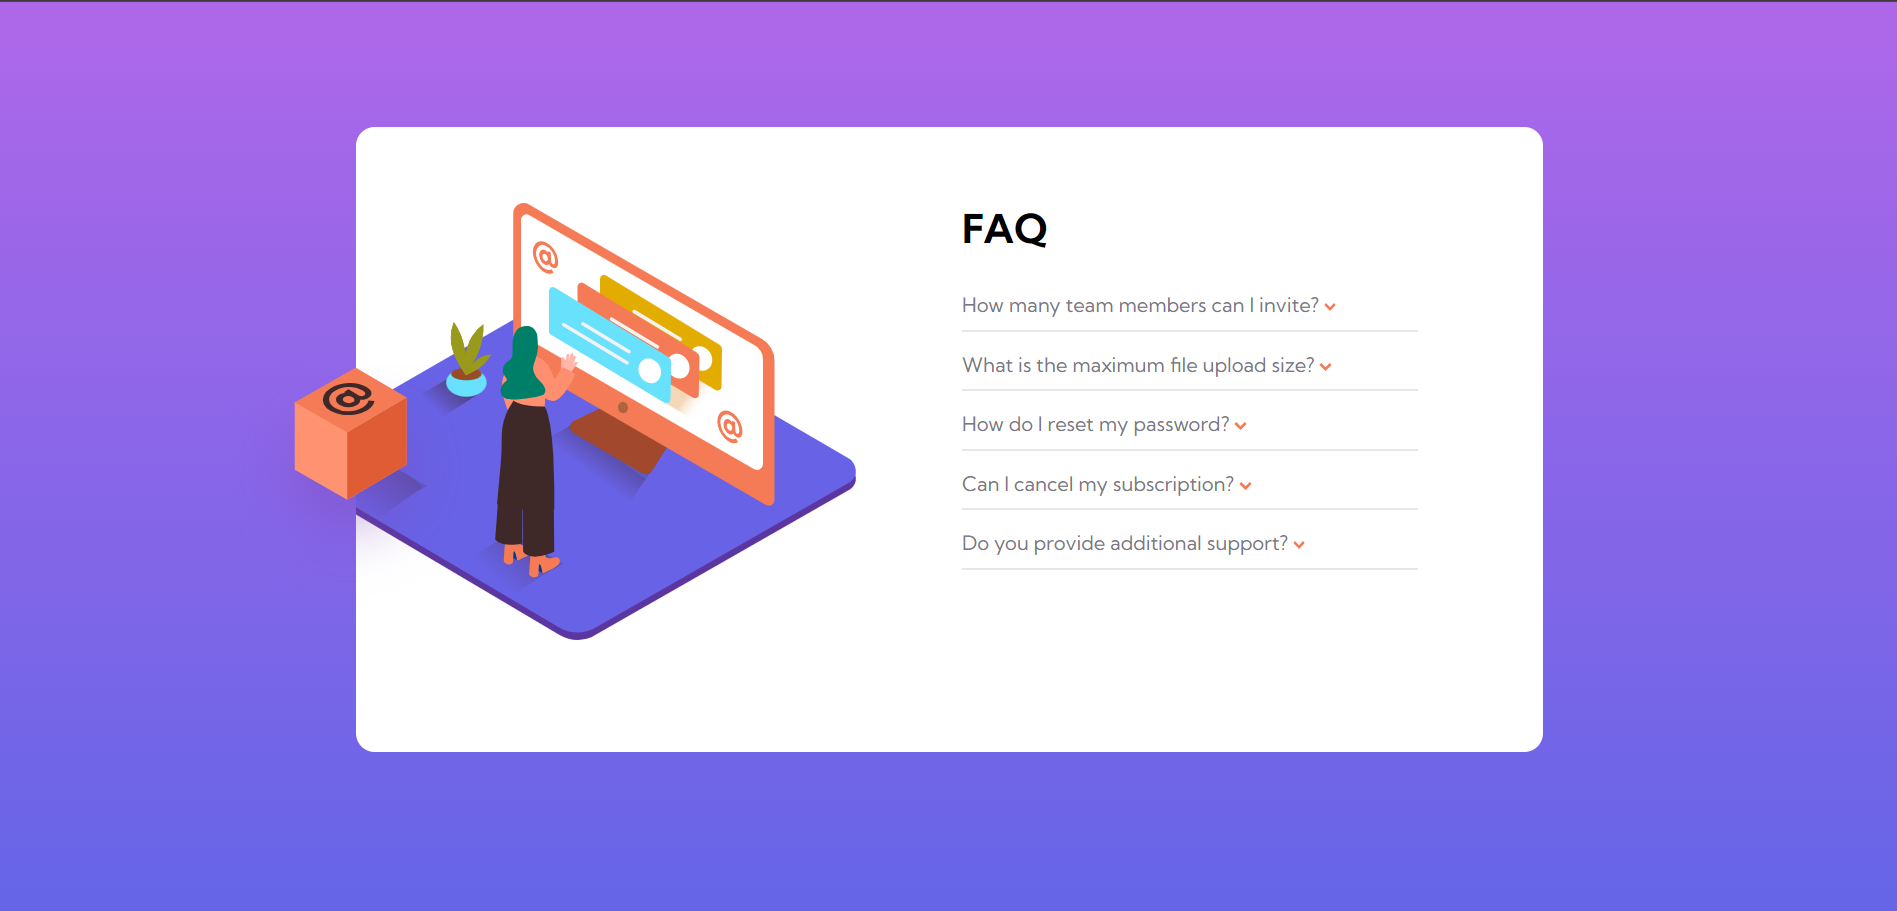 @
@
@
FAQ
How many team members can I invite?
What is the maximum file upload size?
How do I reset my password?
Can I cancel my subscription?
Do you provide additional support?